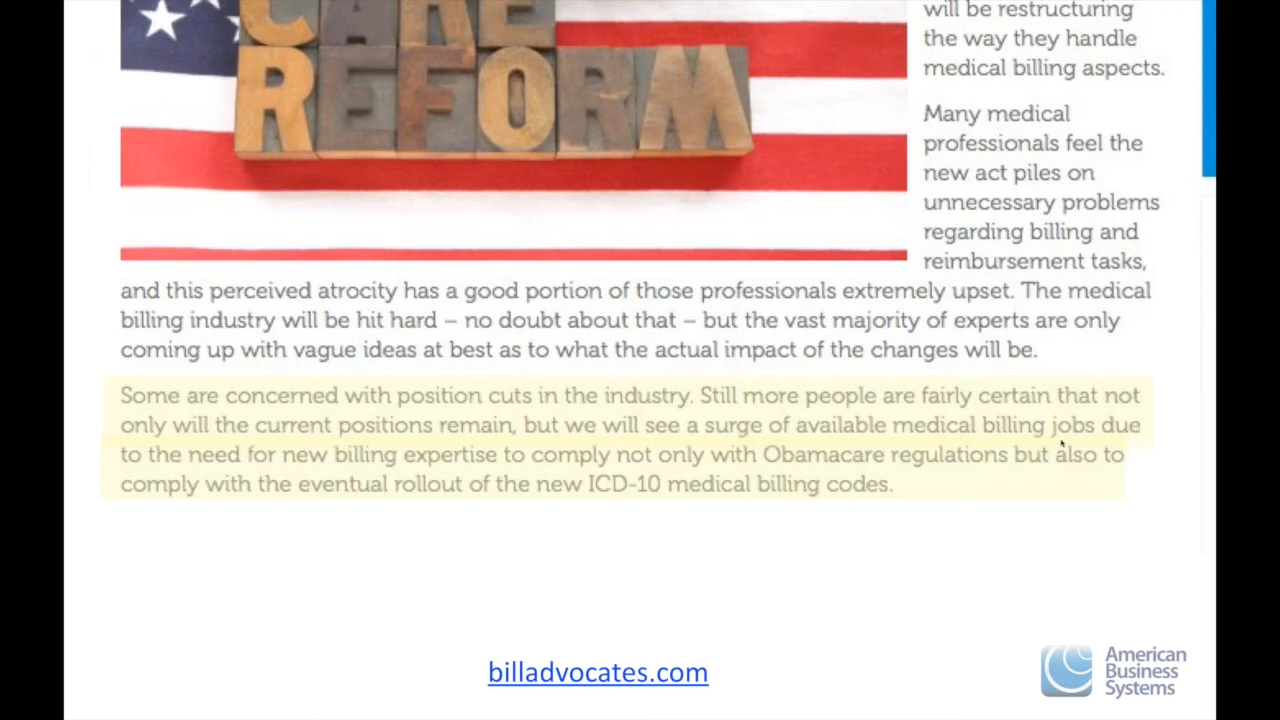 CARE
REFORM
will be restructuring
the way they handle
medical billing aspects.
Many medical
professionals feel the
new act piles on
unnecessary problems
regarding billing and
reimbursement tasks,
and this perceived atrocity has a good portion of those professionals extremely upset. The medical
billing industry will be hit hard – no doubt about that – but the vast majority of experts are only
coming up with vague ideas at best as to what the actual impact of the changes will be.
Some are concerned with position cuts in the industry. Still more people are fairly certain that not
only will the current positions remain, but we will see a surge of available medical billing jobs due
to the need for new billing expertise to comply not only with Obamacare regulations but also to
comply with the eventual rollout of the new ICD-10 medical billing codes.
billadvocates.com
American
Business
Systems